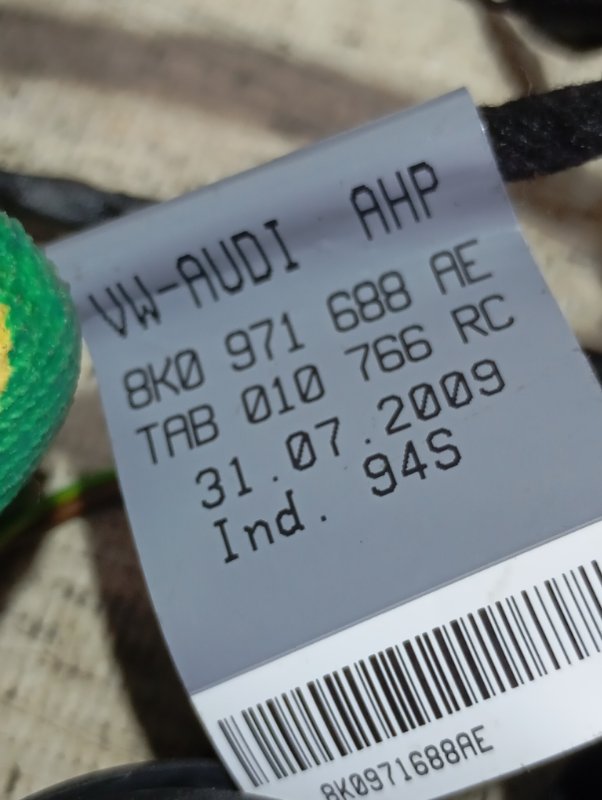 VW-AUDI AHP
8K0 971 688 AE
TAB 010 766 RC
31.07.2009
Ind. 94S
8K0971688AE